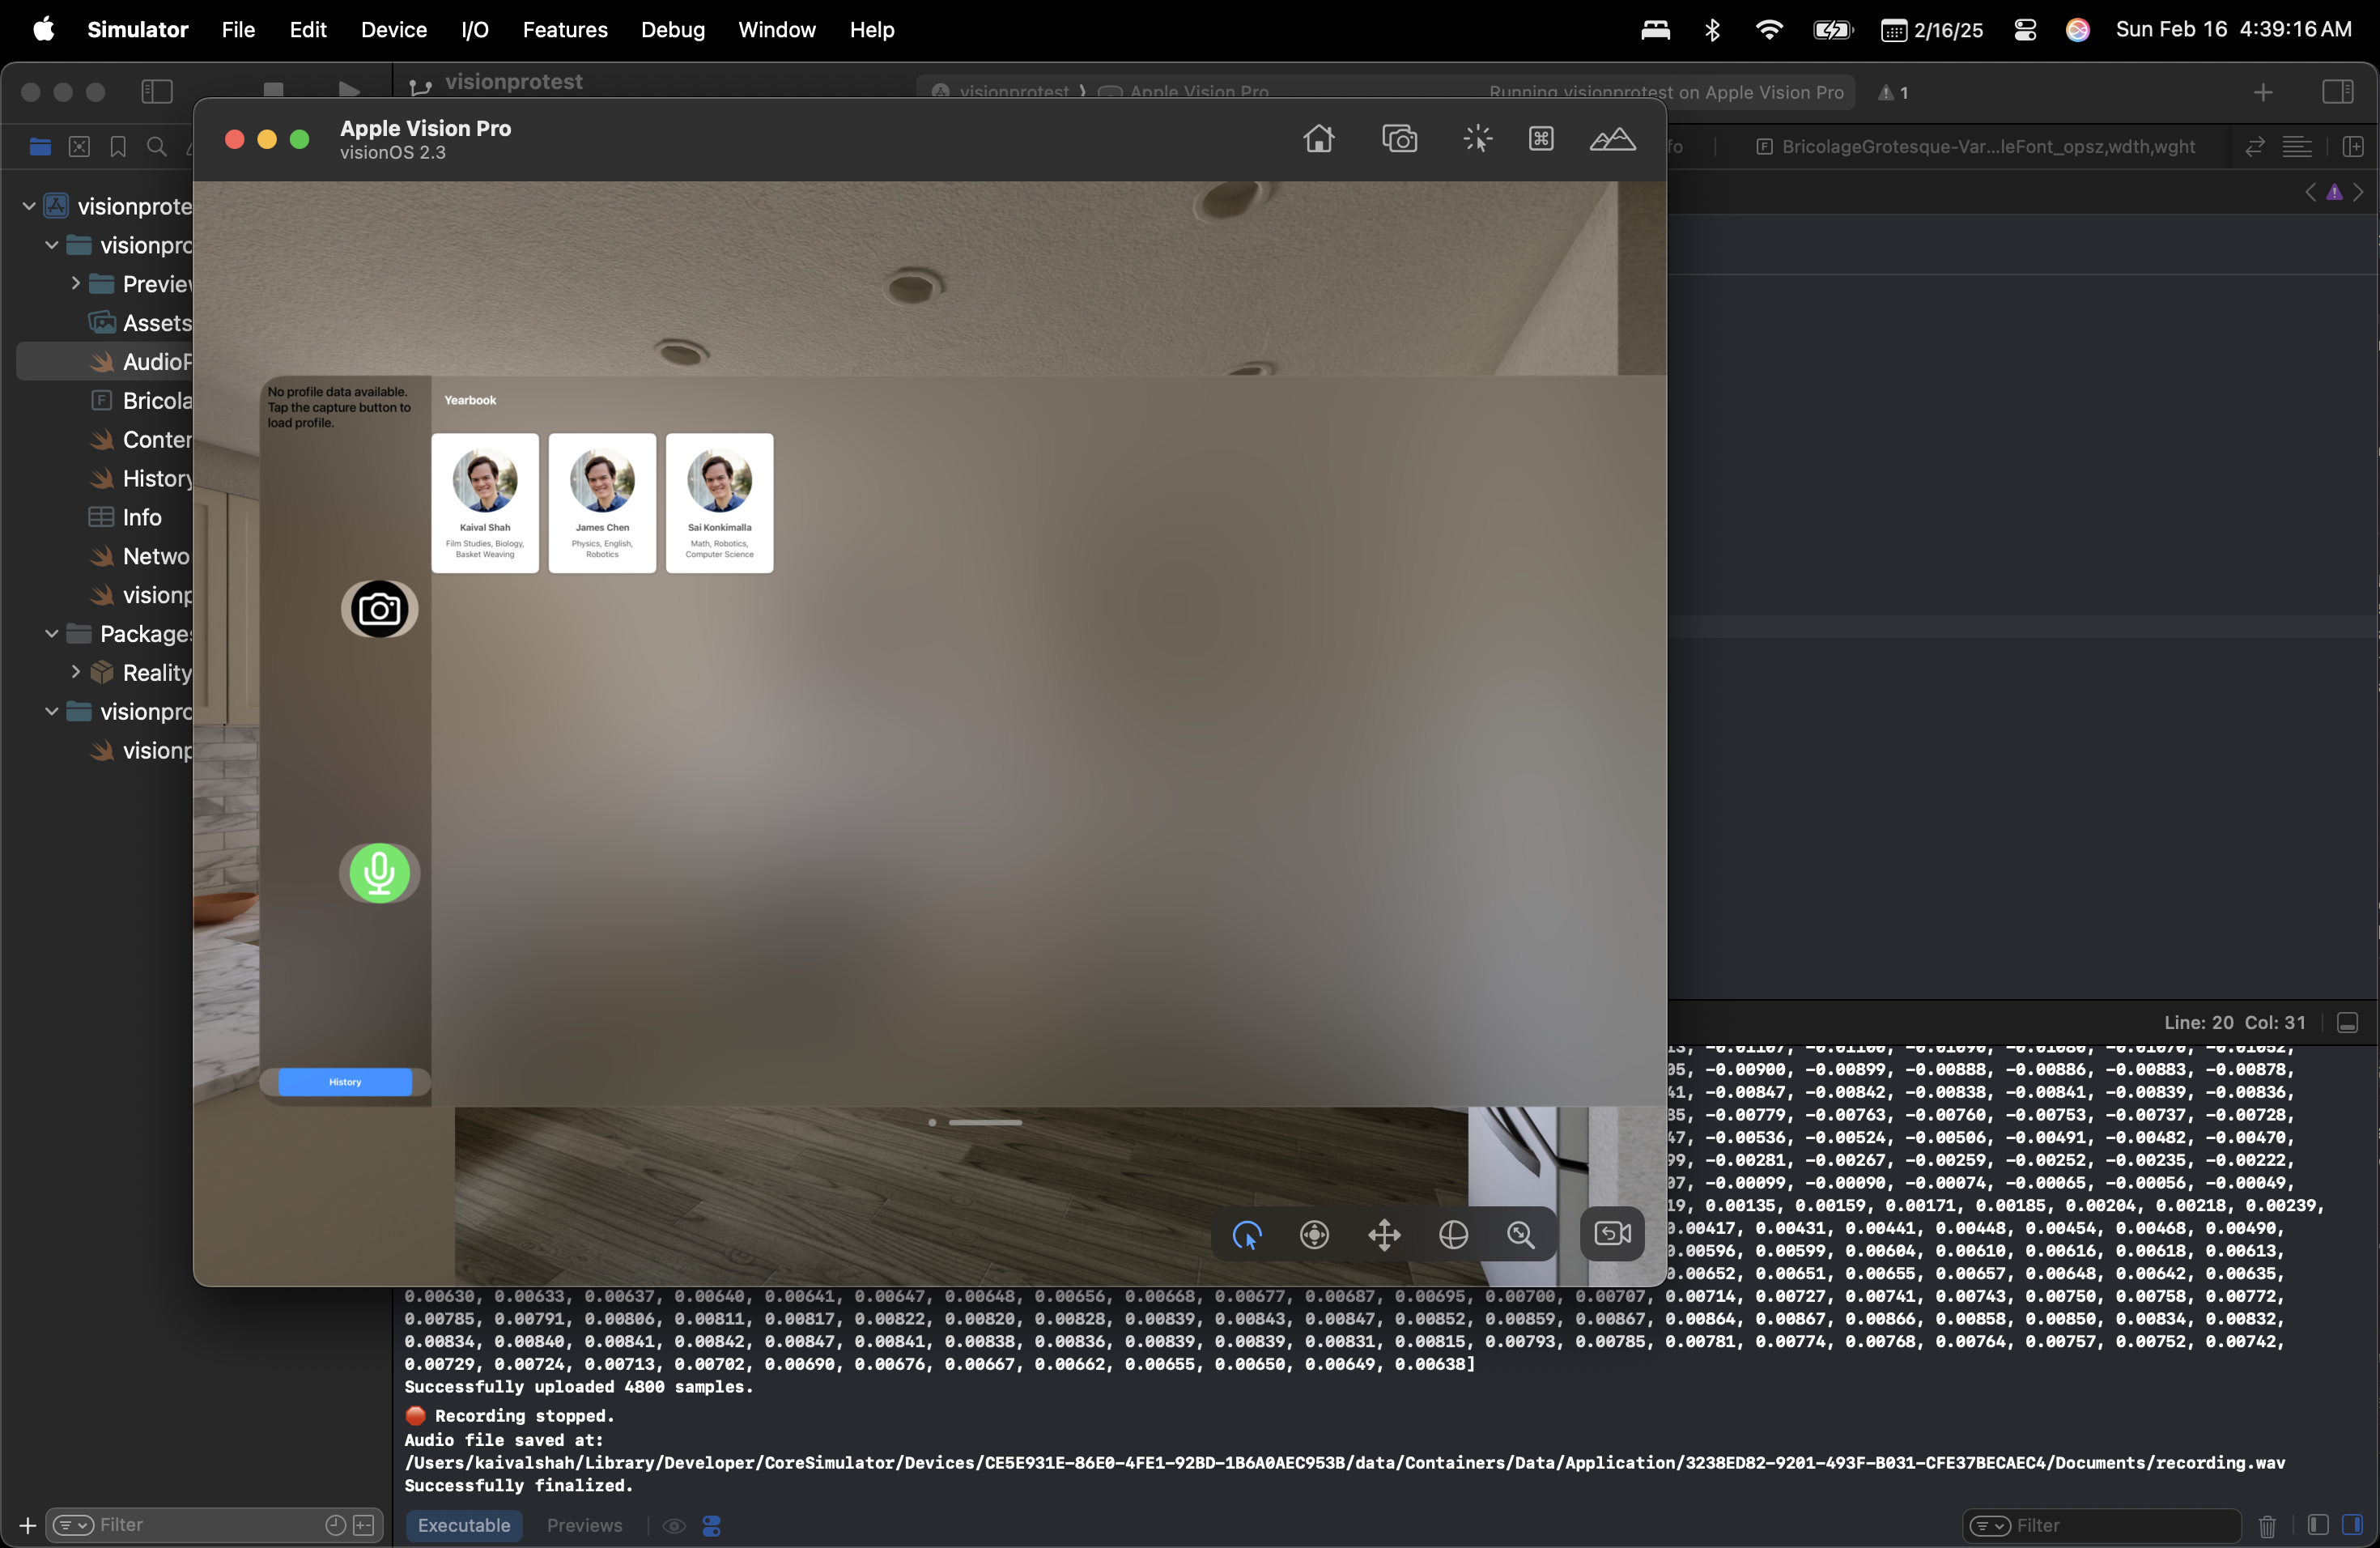 Simulator File Edit Device I/O Features Debug Window Help 2/16/25 Sun Feb 16 4:39:16 AM
visionprotest
visionprotest Apple Vision Pro Running visionprotest on Apple Vision Pro 1
Apple Vision Pro
visionOS 2.3
fo BricolageGrotesque-Var...leFont_opsz,wdth,wght
visionprote
visionpro
Preview
Assets
AudioP
Bricola
Conten
History
Info
Netwo
visionp
Packages
Reality
visionpro
visionp
No profile data available.
Tap the capture button to
load profile.
Yearbook
Kaival Shah
Film Studies, Biology,
Basket Weaving
James Chen
Physics, English,
Robotics
Sai Konkimalla
Math, Robotics,
Computer Science
History
Line: 20 Col: 31
13, -0.01107, -0.01100, -0.01090, -0.01080, -0.01070, -0.01052,
05, -0.00900, -0.00899, -0.00888, -0.00886, -0.00883, -0.00878,
41, -0.00847, -0.00842, -0.00838, -0.00841, -0.00839, -0.00836,
85, -0.00779, -0.00763, -0.00760, -0.00753, -0.00737, -0.00728,
47, -0.00536, -0.00524, -0.00506, -0.00491, -0.00482, -0.00470,
99, -0.00281, -0.00267, -0.00259, -0.00252, -0.00235, -0.00222,
07, -0.00099, -0.00090, -0.00074, -0.00065, -0.00056, -0.00049,
19, 0.00135, 0.00159, 0.00171, 0.00185, 0.00204, 0.00218, 0.00239,
0.00417, 0.00431, 0.00441, 0.00448, 0.00454, 0.00468, 0.00490,
0.00596, 0.00599, 0.00604, 0.00610, 0.00616, 0.00618, 0.00613,
0.00652, 0.00651, 0.00655, 0.00657, 0.00648, 0.00642, 0.00635,
0.00630, 0.00633, 0.00637, 0.00640, 0.00641, 0.00647, 0.00648, 0.00656, 0.00668, 0.00677, 0.00687, 0.00695, 0.00700, 0.00707, 0.00714, 0.00727, 0.00741, 0.00743, 0.00750, 0.00758, 0.00772,
0.00785, 0.00791, 0.00806, 0.00811, 0.00817, 0.00822, 0.00820, 0.00828, 0.00839, 0.00843, 0.00847, 0.00852, 0.00859, 0.00867, 0.00864, 0.00867, 0.00866, 0.00858, 0.00850, 0.00834, 0.00832,
0.00834, 0.00840, 0.00841, 0.00842, 0.00847, 0.00841, 0.00838, 0.00836, 0.00839, 0.00839, 0.00831, 0.00815, 0.00793, 0.00785, 0.00781, 0.00774, 0.00768, 0.00764, 0.00757, 0.00752, 0.00742,
0.00729, 0.00724, 0.00713, 0.00702, 0.00690, 0.00676, 0.00667, 0.00662, 0.00655, 0.00650, 0.00649, 0.00638]
Successfully uploaded 4800 samples.
🛑 Recording stopped.
Audio file saved at:
/Users/kaivalshah/Library/Developer/CoreSimulator/Devices/CE5E931E-86E0-4FE1-92BD-1B6A0AEC953B/data/Containers/Data/Application/3238ED82-9201-493F-B031-CFE37BECAEC4/Documents/recording.wav
Successfully finalized.
Filter Executable Previews Filter